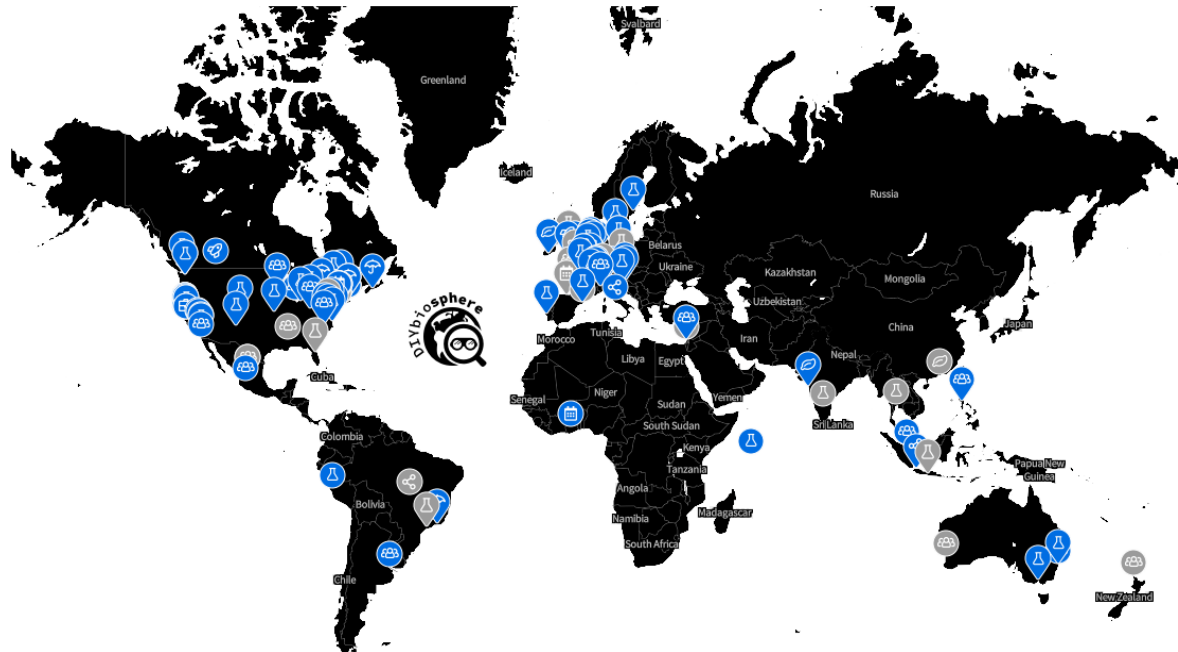 Svalbard
Greenland
Iceland
Russia
Belarus
Ukraine
Kazakhstan
Mongolia
Uzbekistan
DIYbiosphere
China
Japan
Morocco
Tunisia
Iran
Libya
Egypt
Nepal
Cuba
Niger
Senegal
Sudan
Yemen
South Sudan
Sri Lanka
Colombia
Kenya
Tanzania
Papua New
Guinea
Angola
Bolivia
Madagascar
Namibia
South Africa
Chile
New Zealand